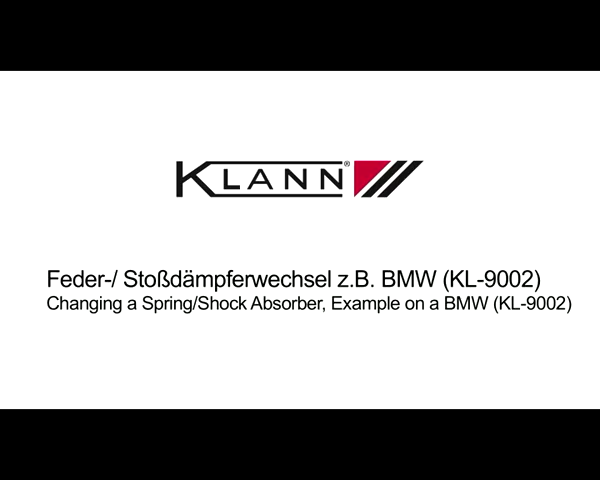 KLANN®
Feder-/ Stoßdämpferwechsel z.B. BMW (KL-9002)
Changing a Spring/Shock Absorber, Example on a BMW (KL-9002)